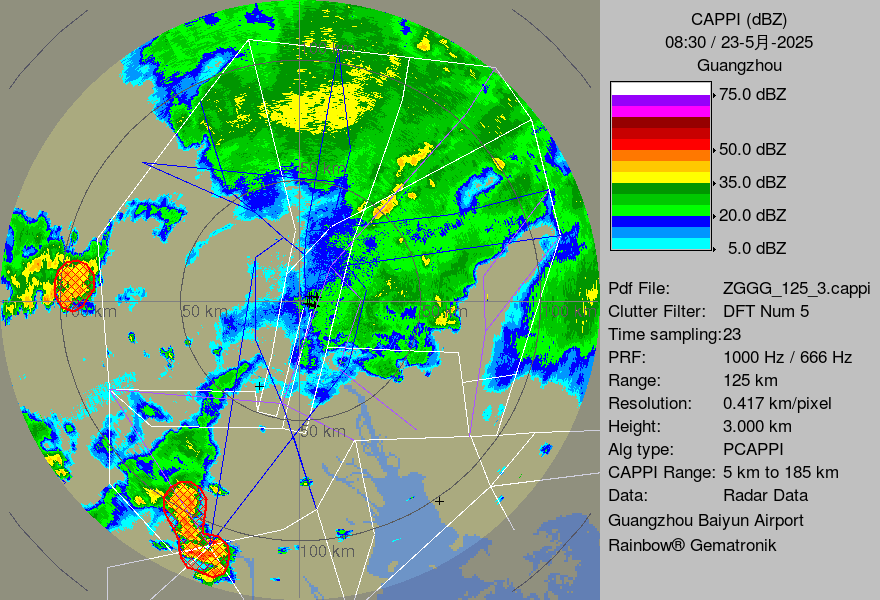 CAPPI (dBZ)
08:30 / 23-5月-2025
Guangzhou
75.0 dBZ
50.0 dBZ
35.0 dBZ
20.0 dBZ
5.0 dBZ
Pdf File: ZGGG_125_3.cappi
Clutter Filter: DFT Num 5
Time sampling:23
PRF: 1000 Hz / 666 Hz
Range: 125 km
Resolution: 0.417 km/pixel
Height: 3.000 km
Alg type: PCAPPI
CAPPI Range: 5 km to 185 km
Data: Radar Data
Guangzhou Baiyun Airport
Rainbow® Gematronik
50 km
100 km
50 km
50 km
100 km
50 km
100 km